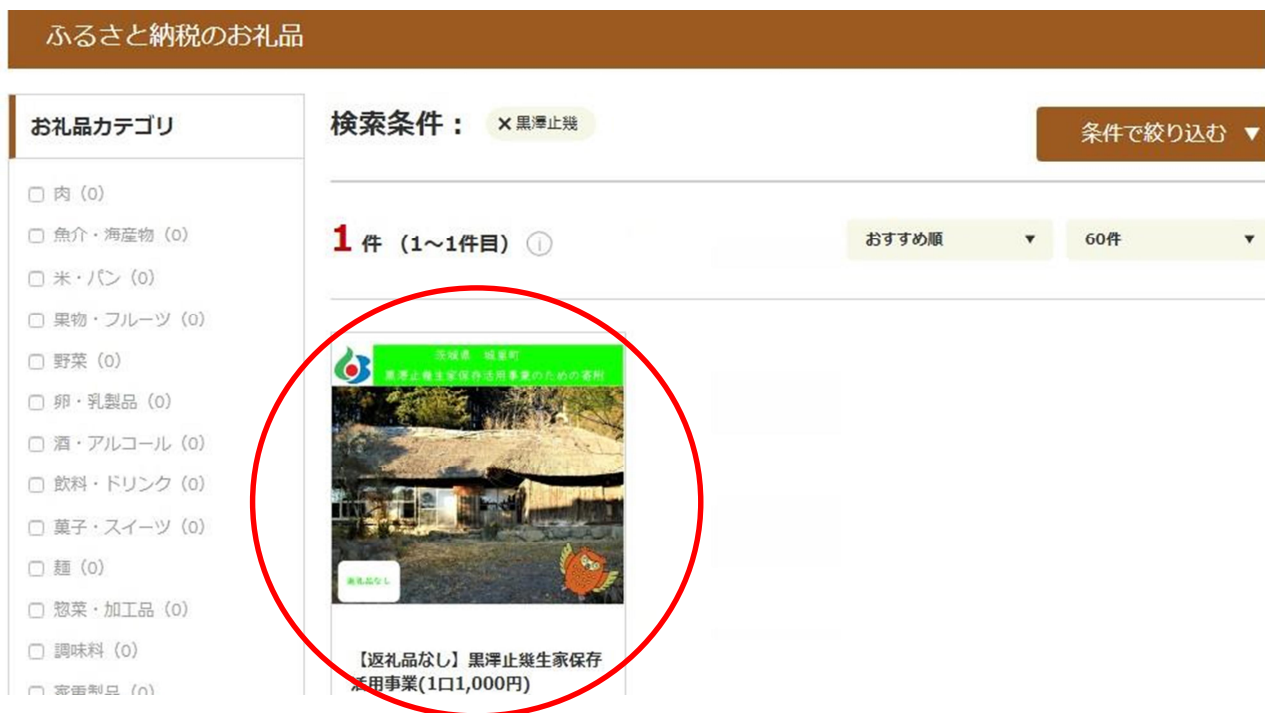 ふるさと納税のお礼品
お礼品カテゴリ
肉（0）
魚介・海産物（0）
米・パン（0）
果物・フルーツ（0）
野菜（0）
卵・乳製品（0）
酒・アルコール（0）
飲料・ドリンク（0）
菓子・スイーツ（0）
麺（0）
惣菜・加工品（0）
調味料（0）
家電製品（0）
検索条件：
×黒澤止幾
条件で絞り込む ▼
1 件 （1～1件目）
おすすめ順 ▼
60件 ▼
茨城県 城里町
黒澤止幾生家保存活用事業のための寄附
返礼品なし
【返礼品なし】黒澤止幾生家保存
活用事業(1口1,000円)